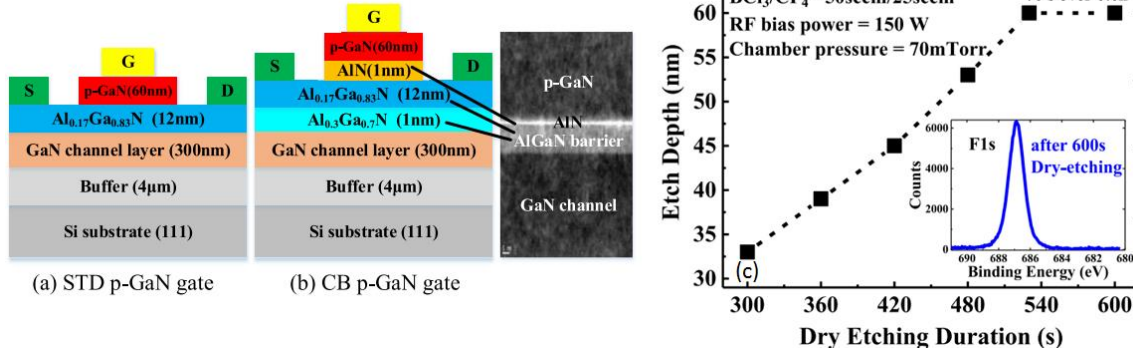 G
p-GaN(60nm)
S
D
Al0.17Ga0.83N (12nm)
GaN channel layer (300nm)
Buffer (4μm)
Si substrate (111)
(a) STD p-GaN gate
G
p-GaN(60nm)
S
AlN(1nm)
D
Al0.17Ga0.83N (12nm)
Al0.3Ga0.7N (1nm)
GaN channel layer (300nm)
Buffer (4μm)
Si substrate (111)
(b) CB p-GaN gate
p-GaN
AlN
AlGaN barrier
GaN channel
RF bias power = 150 W
Chamber pressure = 70mTorr
Etch Depth (nm)
60
55
50
45
40
35
30
(c)
300
360
420
480
540
600
Dry Etching Duration (s)
F1s
after 600s
Dry-etching
Counts
6000
4000
2000
0
690
688
686
684
682
680
Binding Energy (eV)